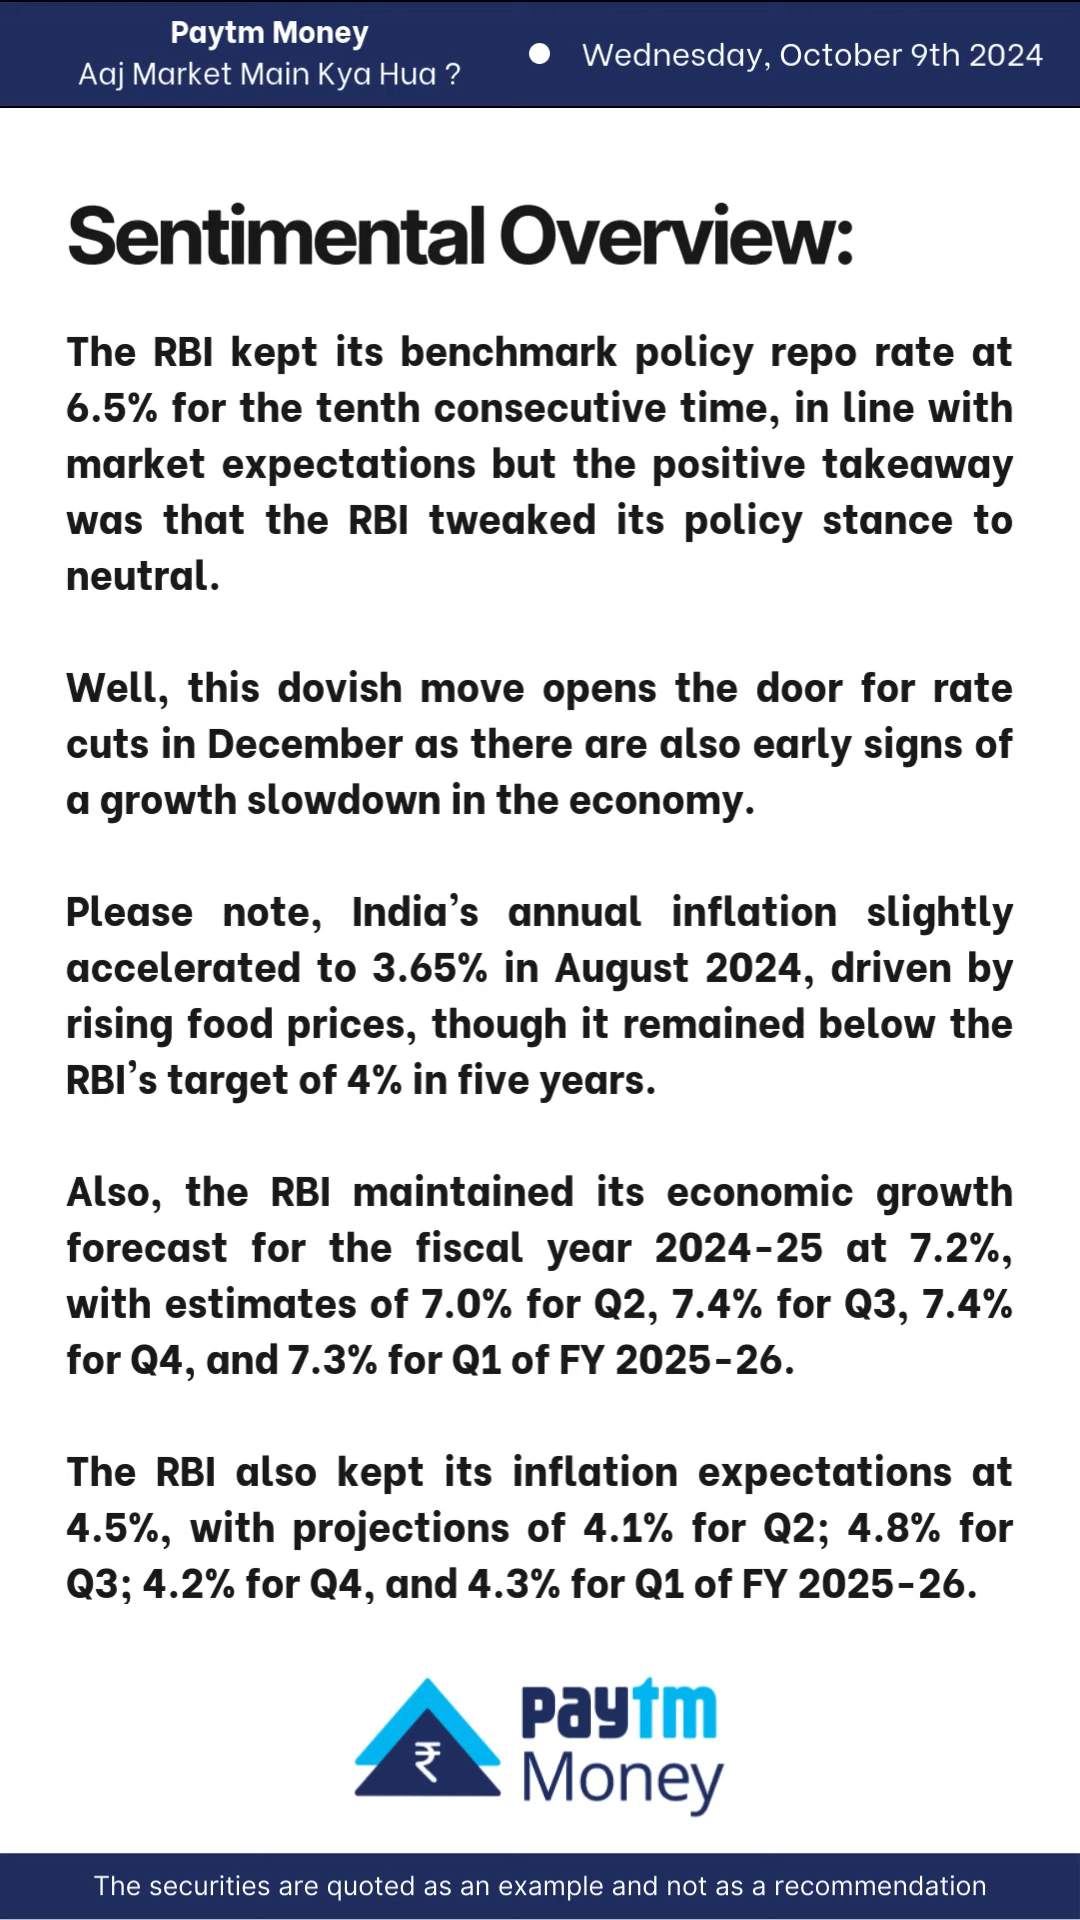 Paytm Money
Aaj Market Main Kya Hua ?
Wednesday, October 9th 2024
Sentimental Overview:
The RBI kept its benchmark policy repo rate at
6.5% for the tenth consecutive time, in line with
market expectations but the positive takeaway
was that the RBI tweaked its policy stance to
neutral.
Well, this dovish move opens the door for rate
cuts in December as there are also early signs of
a growth slowdown in the economy.
Please note, India’s annual inflation slightly
accelerated to 3.65% in August 2024, driven by
rising food prices, though it remained below the
RBI’s target of 4% in five years.
Also, the RBI maintained its economic growth
forecast for the fiscal year 2024-25 at 7.2%,
with estimates of 7.0% for Q2, 7.4% for Q3, 7.4%
for Q4, and 7.3% for Q1 of FY 2025-26.
The RBI also kept its inflation expectations at
4.5%, with projections of 4.1% for Q2; 4.8% for
Q3; 4.2% for Q4, and 4.3% for Q1 of FY 2025-26.
₹
paytm
Money
The securities are quoted as an example and not as a recommendation